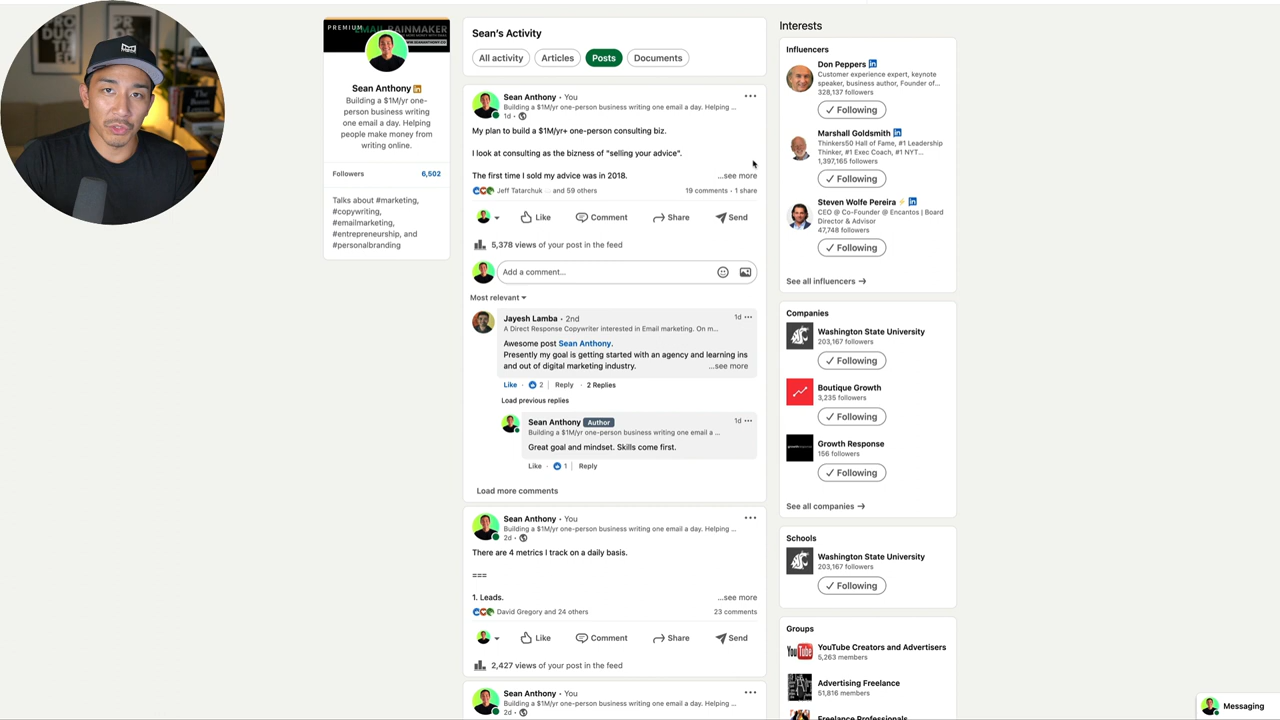 PREMIUM
EMAIL RAINMAKER
WWW.SEANANTHONY.CO
Sean Anthony
Building a $1M/yr one-
person business writing
one email a day. Helping
people make money from
writing online.
Followers 6,502
Talks about #marketing,
#copywriting,
#emailmarketing,
#entrepreneurship, and
#personalbranding
Sean's Activity
All activity
Articles
Posts
Documents
Sean Anthony • You
Building a $1M/yr one-person business writing one email a day. Helping ...
1d •
My plan to build a $1M/yr+ one-person consulting biz.
I look at consulting as the bizness of "selling your advice".
The first time I sold my advice was in 2018. ...see more
Jeff Tatarchuk and 59 others 19 comments • 1 share
Like Comment Share Send
5,378 views of your post in the feed
Add a comment...
Most relevant
Jayesh Lamba • 2nd 1d
A Direct Response Copywriter interested in Email marketing. On m...
Awesome post Sean Anthony.
Presently my goal is getting started with an agency and learning ins
and out of digital marketing industry. ...see more
Like • 2 | Reply • 2 Replies
Load previous replies
Sean Anthony Author 1d
Building a $1M/yr one-person business writing one email a ...
Great goal and mindset. Skills come first.
Like • 1 | Reply
Load more comments
Sean Anthony • You
Building a $1M/yr one-person business writing one email a day. Helping ...
2d •
There are 4 metrics I track on a daily basis.
===
1. Leads. ...see more
David Gregory and 24 others 23 comments
Like Comment Share Send
2,427 views of your post in the feed
Sean Anthony • You
Building a $1M/yr one-person business writing one email a day. Helping ...
2d •
Interests
Influencers
Don Peppers in
Customer experience expert, keynote
speaker, business author, Founder of...
328,137 followers
Following
Marshall Goldsmith in
Thinkers50 Hall of Fame, #1 Leadership
Thinker, #1 Exec Coach, #1 NYT...
1,397,165 followers
Following
Steven Wolfe Pereira in
CEO @ Co-Founder @ Encantos | Board
Director & Advisor
47,748 followers
Following
See all influencers →
Companies
Washington State University
203,167 followers
Following
Boutique Growth
3,235 followers
Following
Growth Response
156 followers
Following
See all companies →
Schools
Washington State University
203,167 followers
Following
Groups
YouTube Creators and Advertisers
5,263 members
Advertising Freelance
51,816 members
Freelance Professionals
Messaging